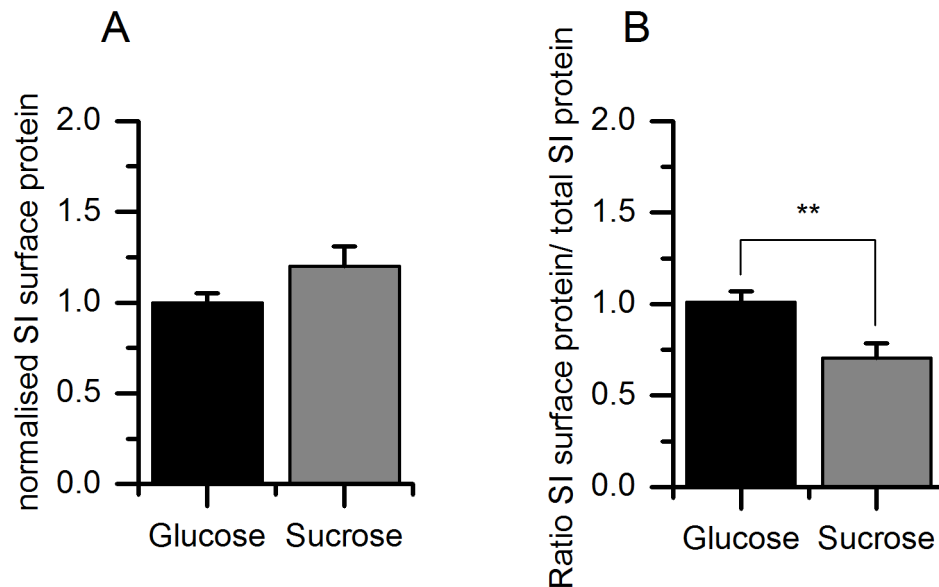 A
normalised SI surface protein
2.0
1.5
1.0
0.5
0.0
Glucose Sucrose
B
Ratio SI surface protein/ total SI protein
2.0
1.5
1.0
0.5
0.0
**
Glucose Sucrose